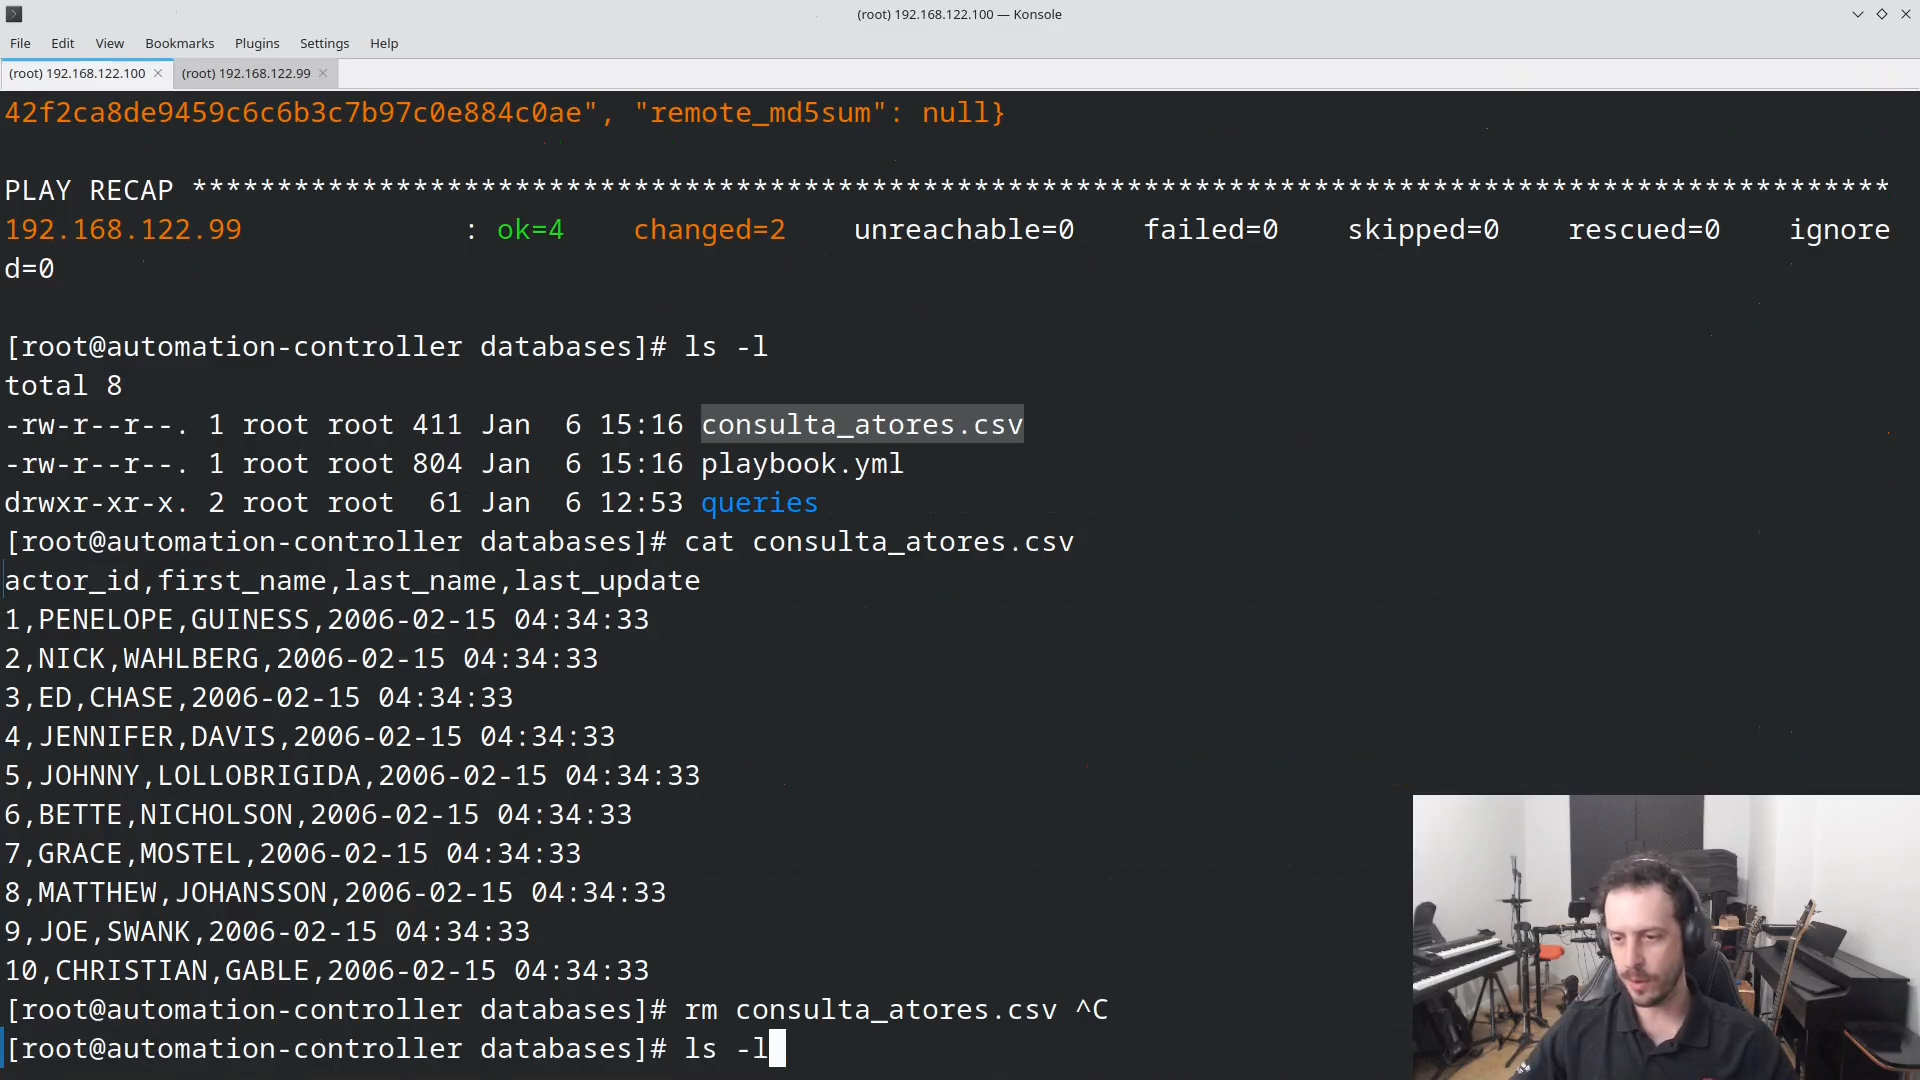 (root) 192.168.122.100 — Konsole
File Edit View Bookmarks Plugins Settings Help
(root) 192.168.122.100 (root) 192.168.122.99
42f2ca8de9459c6c6b3c7b97c0e884c0ae", "remote_md5sum": null}
PLAY RECAP ****************************************************************************************************
192.168.122.99 : ok=4 changed=2 unreachable=0 failed=0 skipped=0 rescued=0 ignore
d=0
[root@automation-controller databases]# ls -l
total 8
-rw-r--r--. 1 root root 411 Jan 6 15:16 consulta_atores.csv
-rw-r--r--. 1 root root 804 Jan 6 15:16 playbook.yml
drwxr-xr-x. 2 root root 61 Jan 6 12:53 queries
[root@automation-controller databases]# cat consulta_atores.csv
actor_id,first_name,last_name,last_update
1,PENELOPE,GUINESS,2006-02-15 04:34:33
2,NICK,WAHLBERG,2006-02-15 04:34:33
3,ED,CHASE,2006-02-15 04:34:33
4,JENNIFER,DAVIS,2006-02-15 04:34:33
5,JOHNNY,LOLLOBRIGIDA,2006-02-15 04:34:33
6,BETTE,NICHOLSON,2006-02-15 04:34:33
7,GRACE,MOSTEL,2006-02-15 04:34:33
8,MATTHEW,JOHANSSON,2006-02-15 04:34:33
9,JOE,SWANK,2006-02-15 04:34:33
10,CHRISTIAN,GABLE,2006-02-15 04:34:33
[root@automation-controller databases]# rm consulta_atores.csv ^C
[root@automation-controller databases]# ls -l